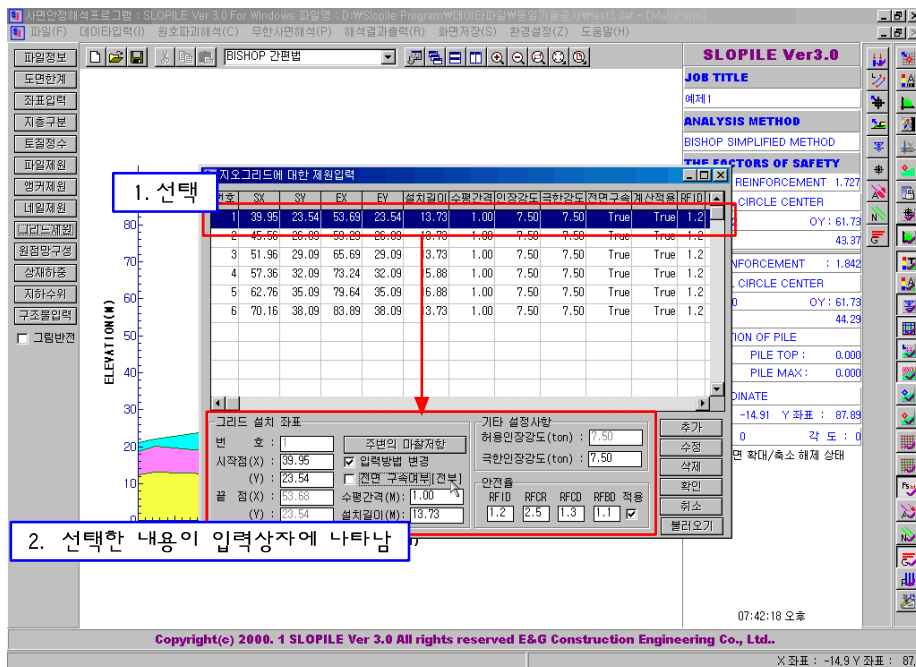 사면안정해석프로그램 : SLOPILE Ver 3.0 For Windows 파일명 : D:\Slopile Program\데이타파일\동일기술공사\test3.dat - [MainForm]
파일(F) 데이타입력(I) 원호파괴해석(C) 무한사면해석(P) 해석결과출력(R) 화면저장(S) 환경설정(Z) 도움말(H)
BISHOP 간편법
파일정보
도면한계
좌표입력
지층구분
토질정수
파일제원
앵커제원
네일제원
그리드제원
원점망구성
상재하중
지하수위
구조물입력
그림반전
ELEVATION(M)
80
70
60
50
40
30
20
10
0
1. 선택
지오그리드에 대한 제원입력
번호 SX SY EX EY 설치길이 수평간격 인장강도 극한강도 전면구속 계산적용 RFID
1 39.95 23.54 53.69 23.54 13.73 1.00 7.50 7.50 True True 1.2
2 45.56 26.09 59.29 26.09 13.73 1.00 7.50 7.50 True True 1.2
3 51.96 29.09 65.69 29.09 13.73 1.00 7.50 7.50 True True 1.2
4 57.36 32.09 73.24 32.09 15.88 1.00 7.50 7.50 True True 1.2
5 62.76 35.09 79.64 35.09 16.88 1.00 7.50 7.50 True True 1.2
6 70.16 38.09 83.89 38.09 13.73 1.00 7.50 7.50 True True 1.2
그리드 설치 좌표
번 호 : 1
시작점(X) : 39.95
(Y) : 23.54
끝 점(X) : 53.68
(Y) : 23.54
주변의 마찰저항
입력방법 변경
전면 구속여부[전부]
수평간격(M): 1.00
설치길이(M): 13.73
기타 설정사항
허용인장강도(ton) : 7.50
극한인장강도(ton) : 7.50
안전율
RFID RFCR RFCD RFBD 적용
1.2 2.5 1.3 1.1
추가
수정
삭제
확인
취소
불러오기
2. 선택한 내용이 입력상자에 나타남
SLOPILE Ver3.0
JOB TITLE
예제1
ANALYSIS METHOD
BISHOP SIMPLIFIED METHOD
THE FACTORS OF SAFETY
REINFORCEMENT 1.727
CIRCLE CENTER
OY : 61.73
43.37
NFORCEMENT : 1.842
CIRCLE CENTER
0 OY : 61.73
44.29
ION OF PILE
PILE TOP : 0.000
PILE MAX : 0.000
DINATE
-14.91 Y 좌표 : 87.89
0 각 도 : 0
면 확대/축소 해제 상태
07:42:18 오후
Copyright(c) 2000. 1 SLOPILE Ver 3.0 All rights reserved E&G Construction Engineering Co., Ltd..
X 좌표 : -14.9 Y 좌표 : 87.